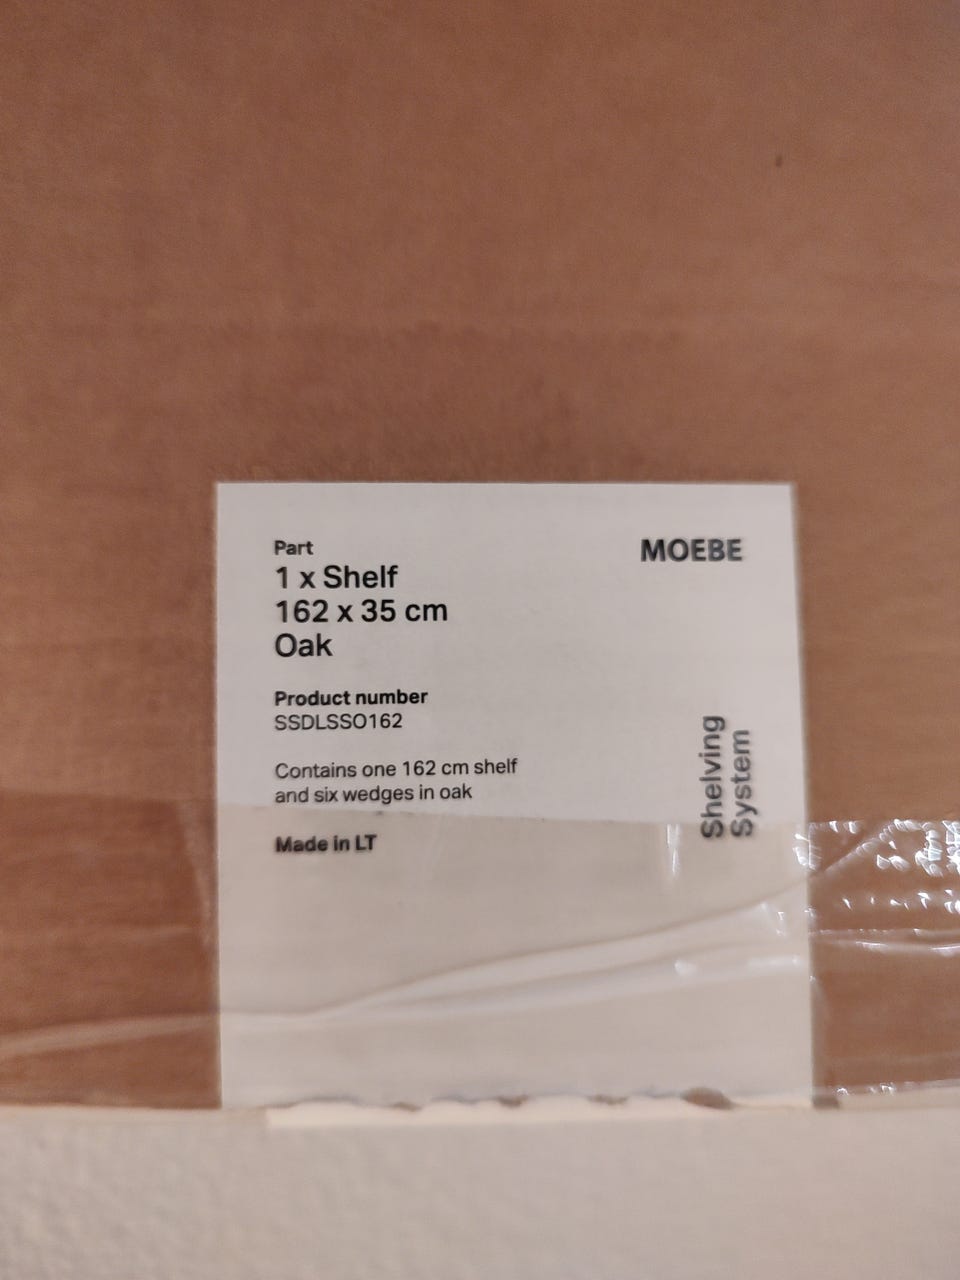 Part
1 x Shelf
162 x 35 cm
Oak
MOEBE
Product number
SSDLSSO162
Contains one 162 cm shelf
and six wedges in oak
Made in LT
Shelving
System